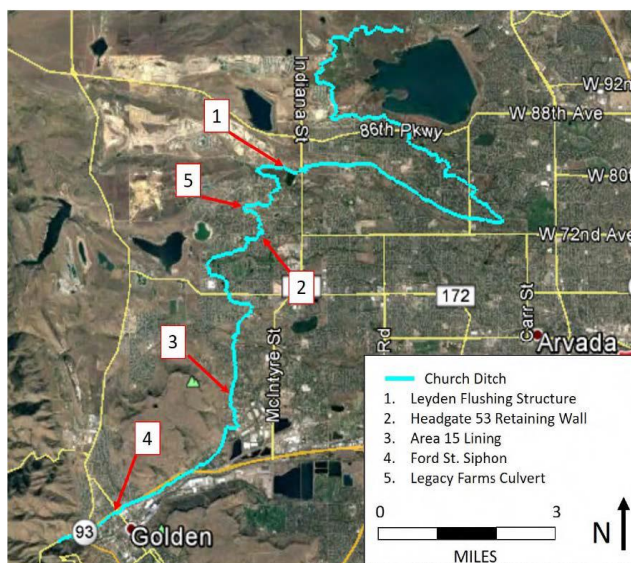 W 92n
Indiana St
W 88th Ave
86th Pkwy
1
5
W 80t
W 72nd Ave
2
172
3
McIntyre St
Rd
Carr St
Arvada
4
93
Golden
Church Ditch
1. Leyden Flushing Structure
2. Headgate 53 Retaining Wall
3. Area 15 Lining
4. Ford St. Siphon
5. Legacy Farms Culvert
0 3
MILES
N